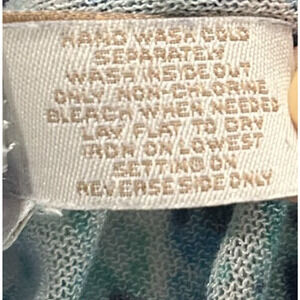 HAND WASH COLD
SEPARATELY
WASH INSIDE OUT
ONLY NON-CHLORINE
BLEACH WHEN NEEDED
LAY FLAT TO DRY
IRON ON LOWEST
SETTING ON
REVERSE SIDE ONLY